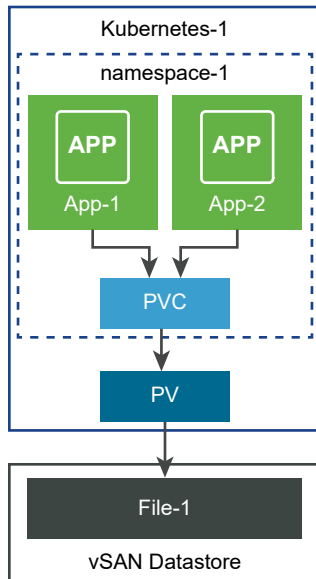 Kubernetes-1
namespace-1
APP
APP
App-1
App-2
PVC
PV
File-1
vSAN Datastore